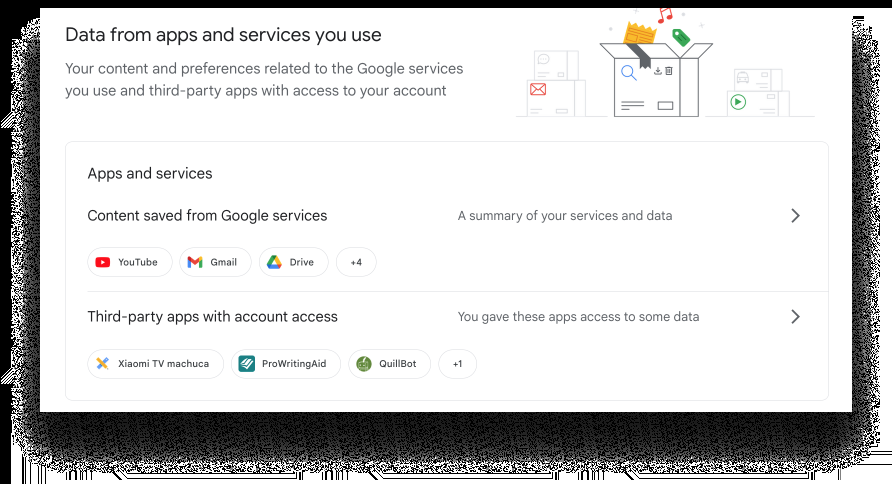 Data from apps and services you use
Your content and preferences related to the Google services
you use and third-party apps with access to your account
Apps and services
Content saved from Google services
A summary of your services and data
YouTube
Gmail
Drive
+4
Third-party apps with account access
You gave these apps access to some data
Xiaomi TV machuca
ProWritingAid
QuillBot
+1